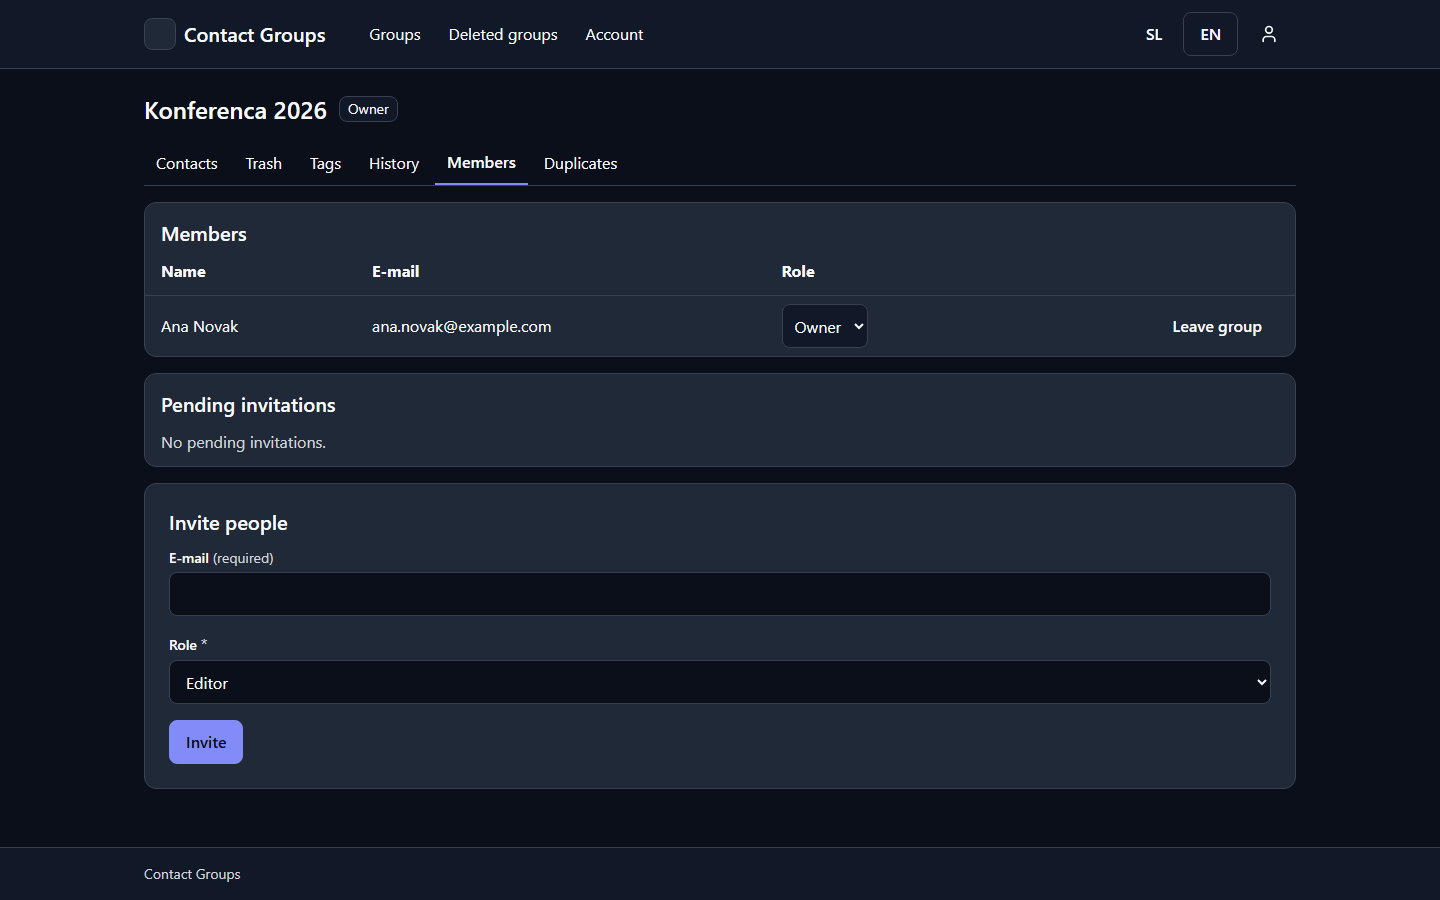 Contact Groups Groups Deleted groups Account SL EN
Konferenca 2026 Owner
Contacts Trash Tags History Members Duplicates
Members
Name E-mail Role
Ana Novak ana.novak@example.com Owner Leave group
Pending invitations
No pending invitations.
Invite people
E-mail (required)
Role *
Editor
Invite
Contact Groups